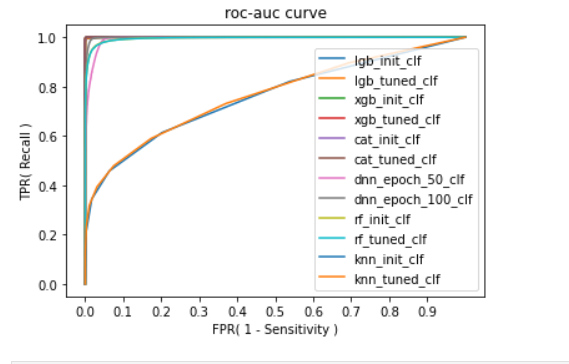 roc-auc curve
1.0
0.8
0.6
0.4
0.2
0.0
TPR( Recall )
lgb_init_clf
lgb_tuned_clf
xgb_init_clf
xgb_tuned_clf
cat_init_clf
cat_tuned_clf
dnn_epoch_50_clf
dnn_epoch_100_clf
rf_init_clf
rf_tuned_clf
knn_init_clf
knn_tuned_clf
0.0 0.1 0.2 0.3 0.4 0.5 0.6 0.7 0.8 0.9
FPR( 1 - Sensitivity )